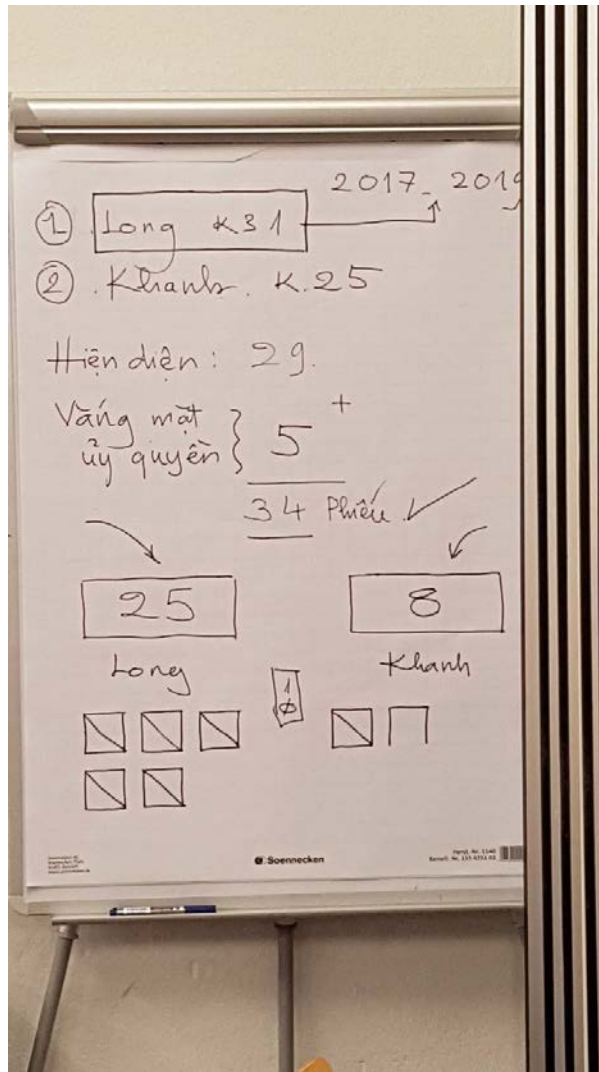 2017-2019
① Long K31
② . Khanh . K.25
Hiện diện : 29.
Vắng mặt
ủy quyền } 5 +
34 Phiếu ✓
25 8
Long Khanh
1
Ø
Soennecken